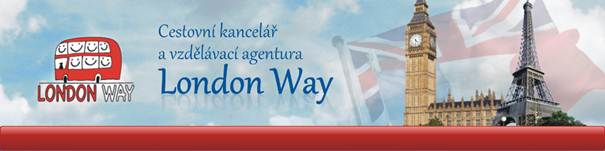 Cestovní kancelář
a vzdělávací agentura
London Way
LONDON WAY